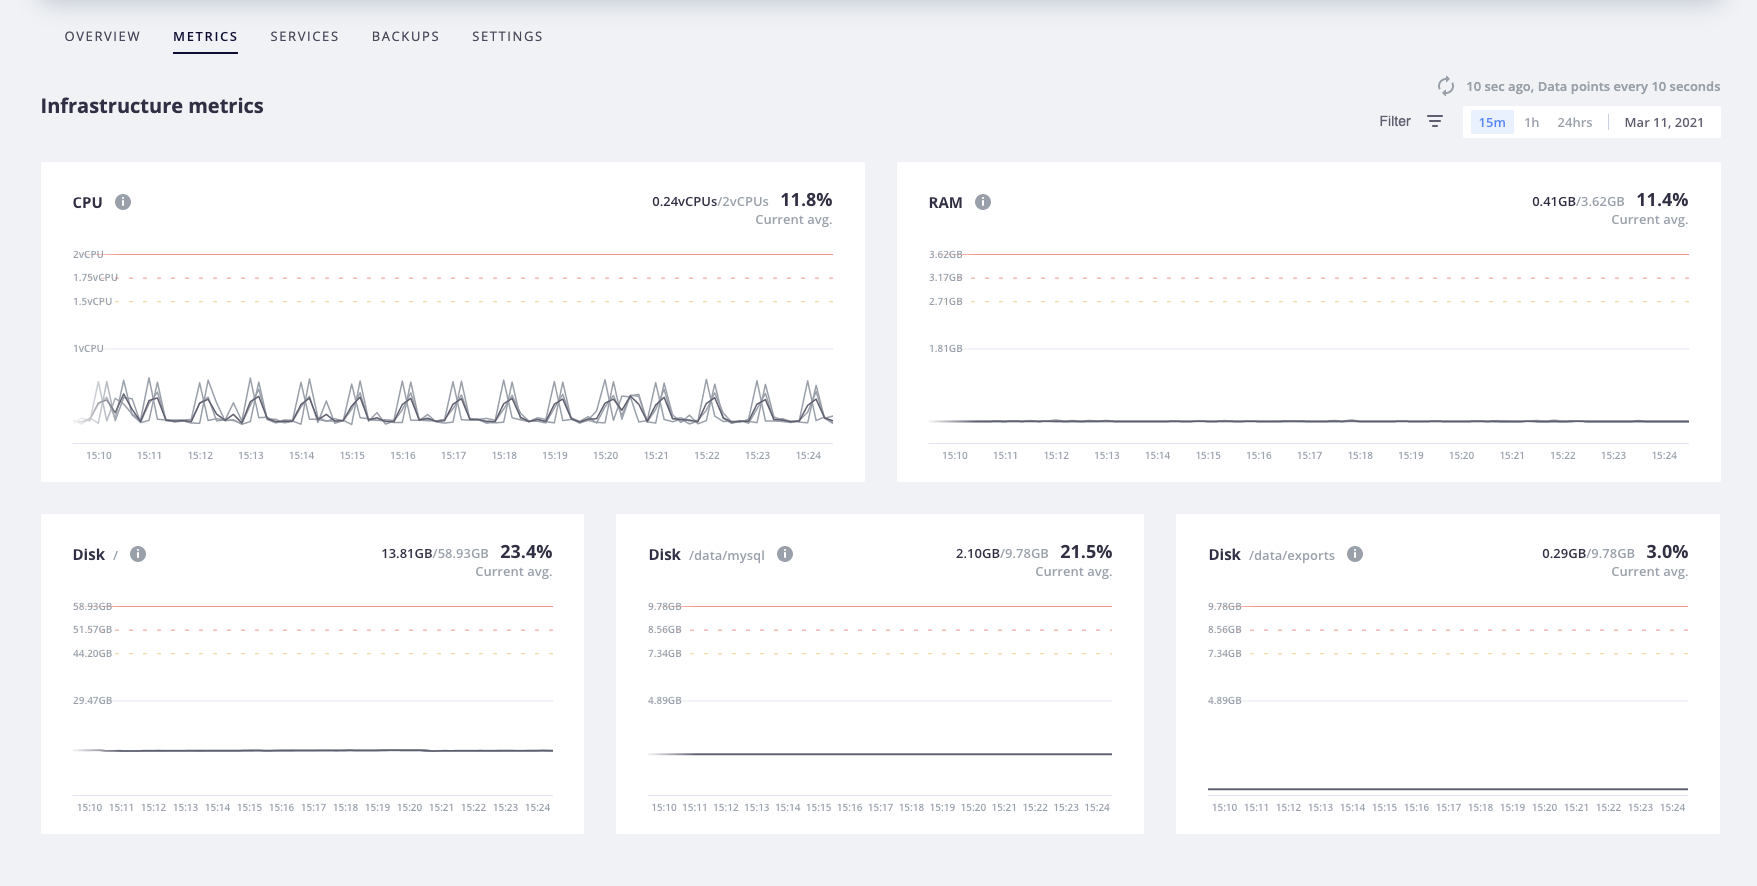 OVERVIEW METRICS SERVICES BACKUPS SETTINGS
10 sec ago, Data points every 10 seconds
Infrastructure metrics
Filter 15m 1h 24hrs Mar 11, 2021
CPU 0.24vCPUs/2vCPUs 11.8%
Current avg.
2vCPU
1.75vCPU
1.5vCPU
1vCPU
15:10 15:11 15:12 15:13 15:14 15:15 15:16 15:17 15:18 15:19 15:20 15:21 15:22 15:23 15:24
RAM 0.41GB/3.62GB 11.4%
Current avg.
3.62GB
3.17GB
2.71GB
1.81GB
15:10 15:11 15:12 15:13 15:14 15:15 15:16 15:17 15:18 15:19 15:20 15:21 15:22 15:23 15:24
Disk / 13.81GB/58.93GB 23.4%
Current avg.
58.93GB
51.57GB
44.20GB
29.47GB
15:10 15:11 15:12 15:13 15:14 15:15 15:16 15:17 15:18 15:19 15:20 15:21 15:22 15:23 15:24
Disk /data/mysql 2.10GB/9.78GB 21.5%
Current avg.
9.78GB
8.56GB
7.34GB
4.89GB
15:10 15:11 15:12 15:13 15:14 15:15 15:16 15:17 15:18 15:19 15:20 15:21 15:22 15:23 15:24
Disk /data/exports 0.29GB/9.78GB 3.0%
Current avg.
9.78GB
8.56GB
7.34GB
4.89GB
15:10 15:11 15:12 15:13 15:14 15:15 15:16 15:17 15:18 15:19 15:20 15:21 15:22 15:23 15:24